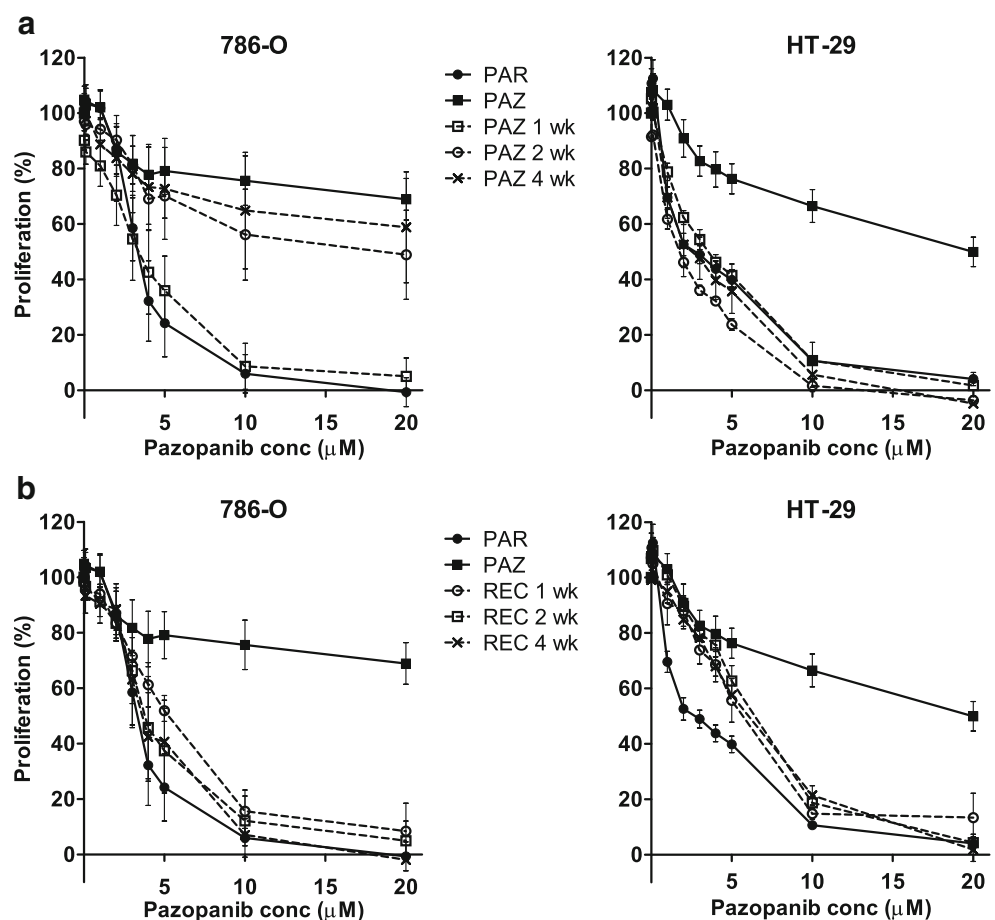 a
786-O
HT-29
Proliferation (%)
120
100
80
60
40
20
0
5
10
15
20
Pazopanib conc (μM)
PAR
PAZ
PAZ 1 wk
PAZ 2 wk
PAZ 4 wk
120
100
80
60
40
20
0
5
10
15
20
Pazopanib conc (μM)
b
786-O
HT-29
Proliferation (%)
120
100
80
60
40
20
0
5
10
15
20
Pazopanib conc (μM)
PAR
PAZ
REC 1 wk
REC 2 wk
REC 4 wk
120
100
80
60
40
20
0
5
10
15
20
Pazopanib conc (μM)